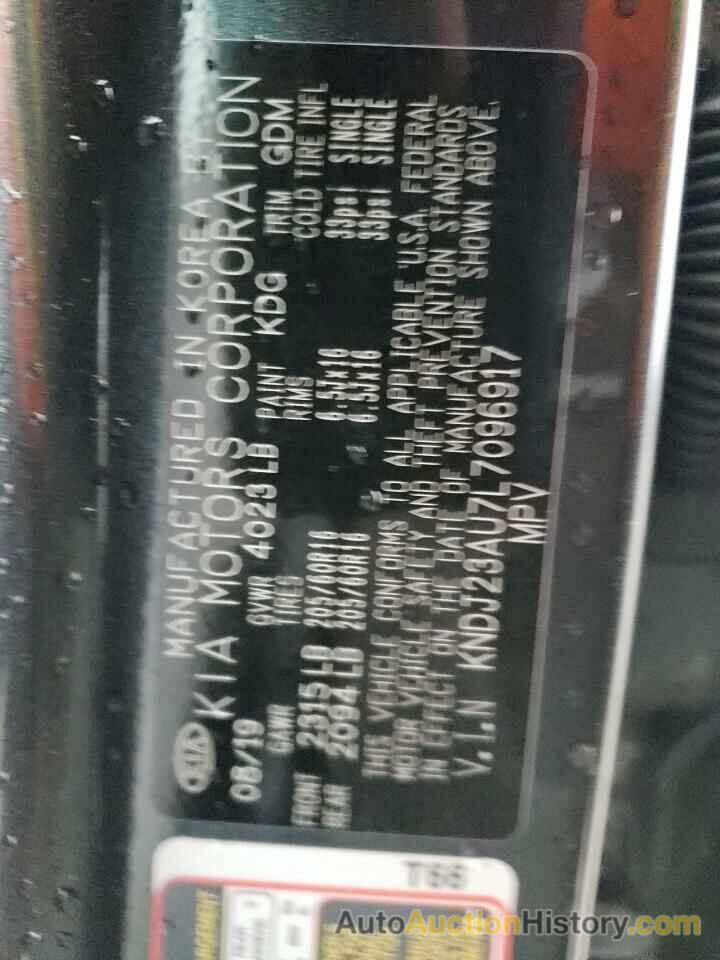 MANUFACTURED IN KOREA BY
KIA KIA MOTORS CORPORATION
08/19 GVWR 4023 LB PAINT KDG TRIM GDM
GAWR TIRES RIMS COLD TIRE INFL
FRONT 2315 LB 205/60R16 6.5Jx16 33psi SINGLE
REAR 2094 LB 205/60R16 6.5Jx16 33psi SINGLE
THIS VEHICLE CONFORMS TO ALL APPLICABLE U.S.A. FEDERAL
MOTOR VEHICLE SAFETY AND THEFT PREVENTION STANDARDS
IN EFFECT ON THE DATE OF MANUFACTURE SHOWN ABOVE.
V.I.N KNDJ23AU7L7096917
MPV
T66
AutoAuctionHistory.com